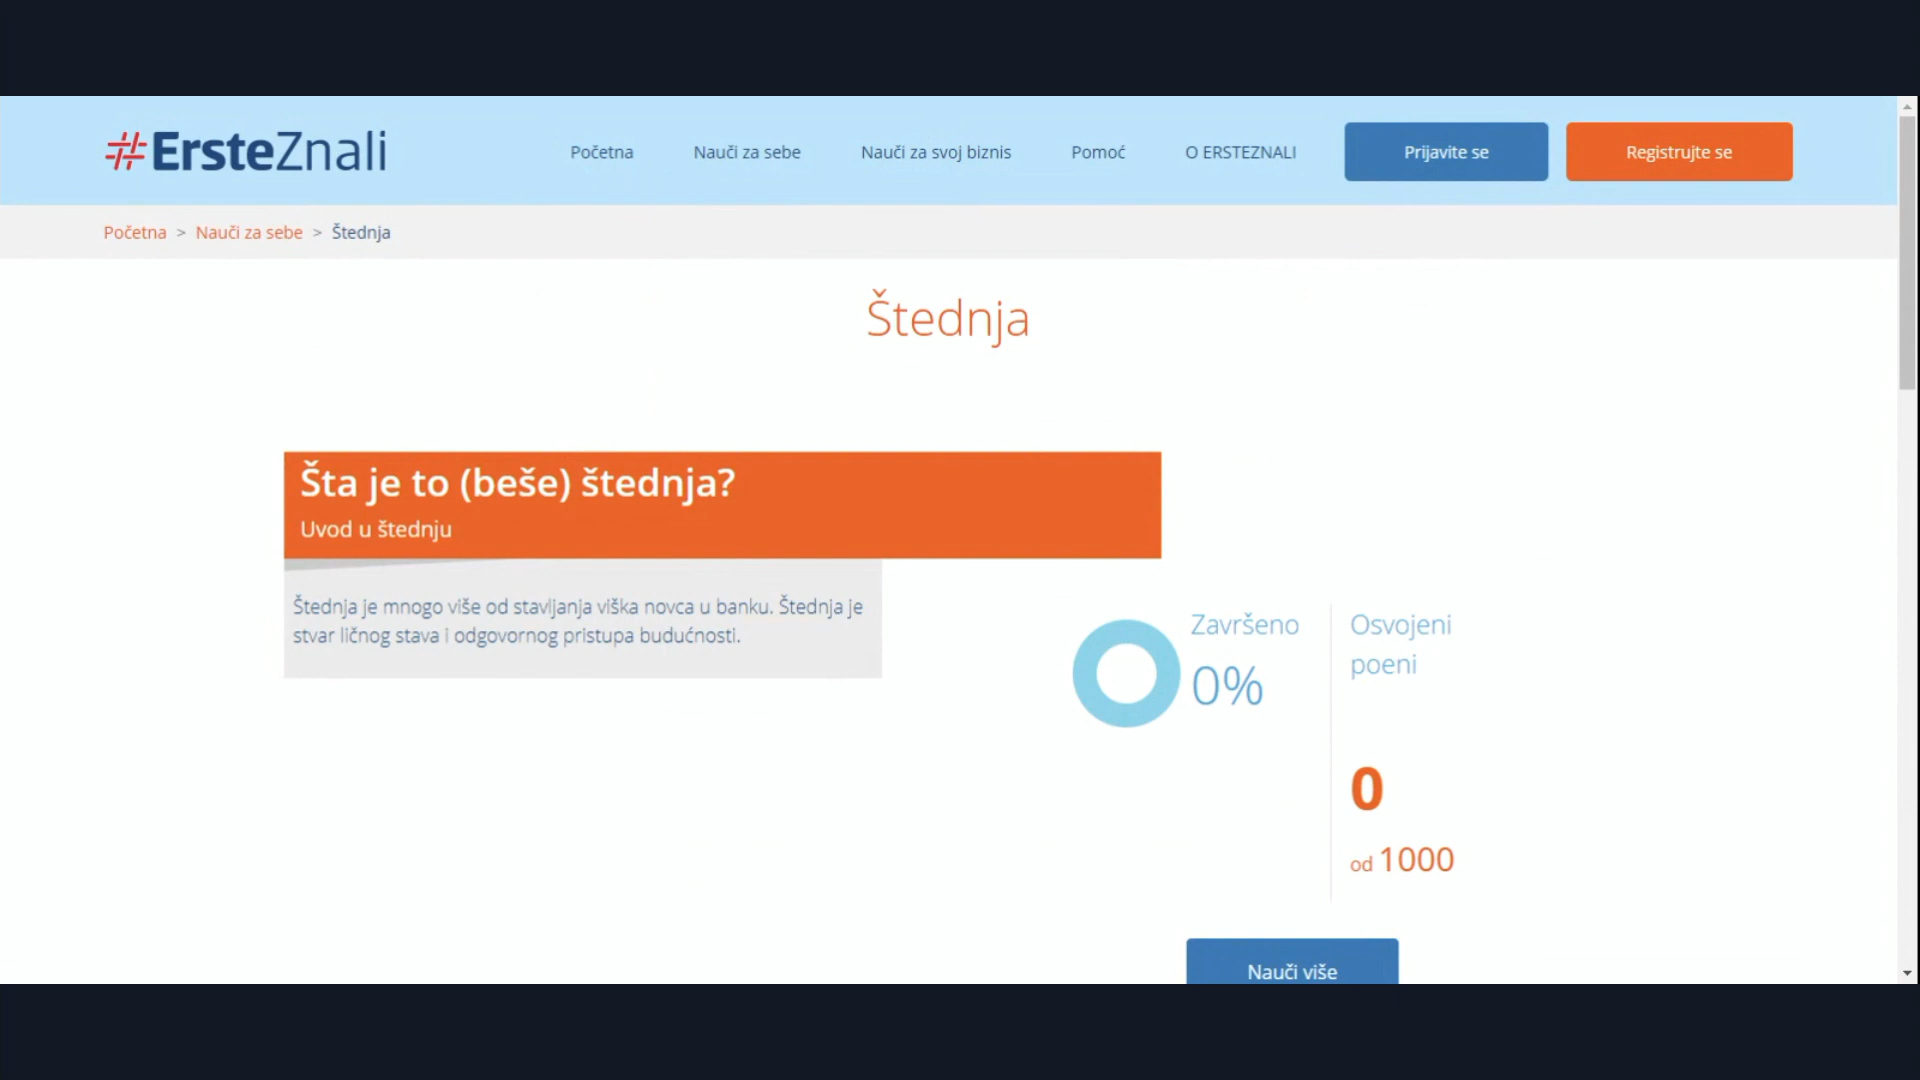 #ErsteZnali
Početna Nauči za sebe Nauči za svoj biznis Pomoć O ERSTEZNALI Prijavite se Registrujte se
Početna > Nauči za sebe > Štednja
Štednja
Šta je to (beše) štednja?
Uvod u štednju
Štednja je mnogo više od stavljanja viška novca u banku. Štednja je
stvar ličnog stava i odgovornog pristupa budućnosti.
Završeno
0%
Osvojeni
poeni
0
od 1000
Nauči više